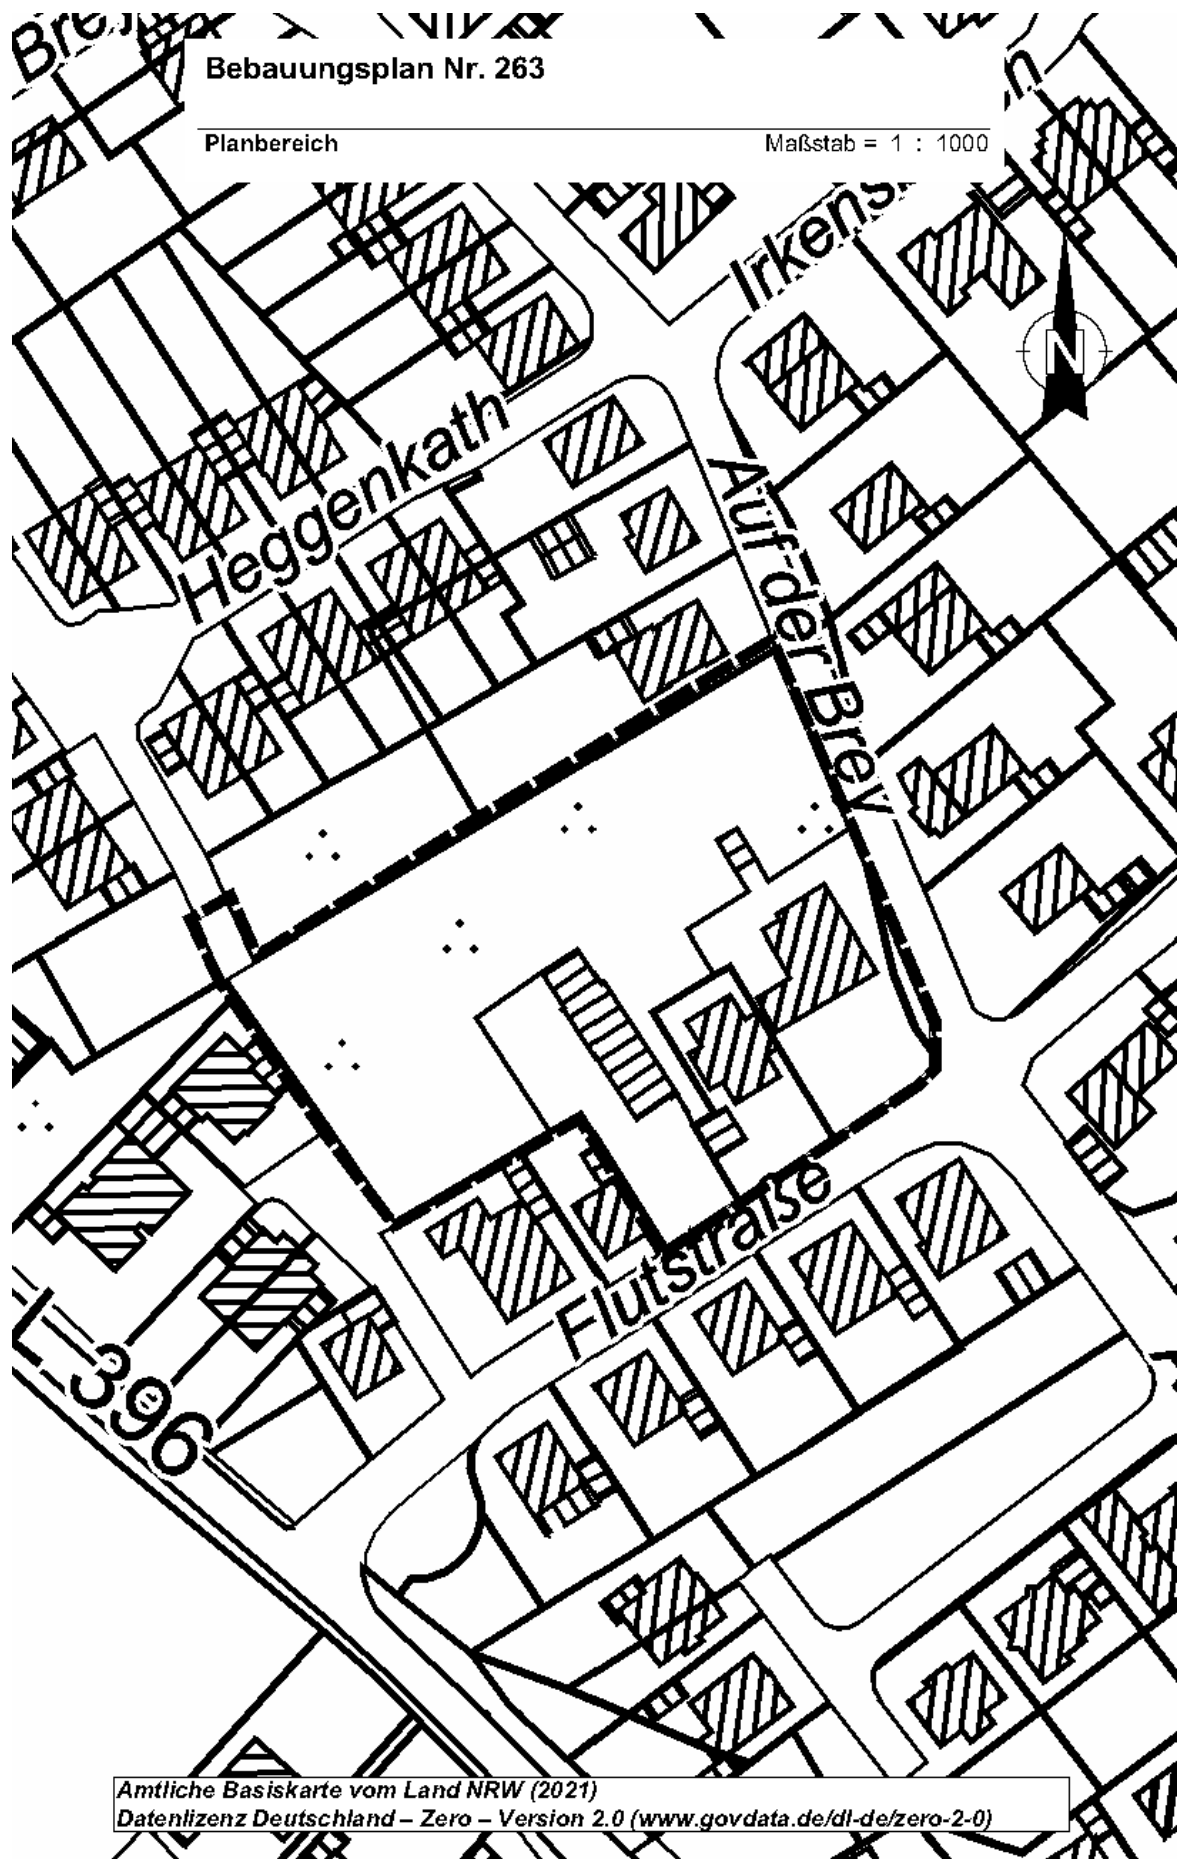 Bebauungsplan Nr. 263
Planbereich
Maßstab = 1 : 1000
N
Heggenkath
Auf der Brey
Flutstraße
L 396
Amtliche Basiskarte vom Land NRW (2021)
Datenlizenz Deutschland – Zero – Version 2.0 (www.govdata.de/dl-de/zero-2-0)